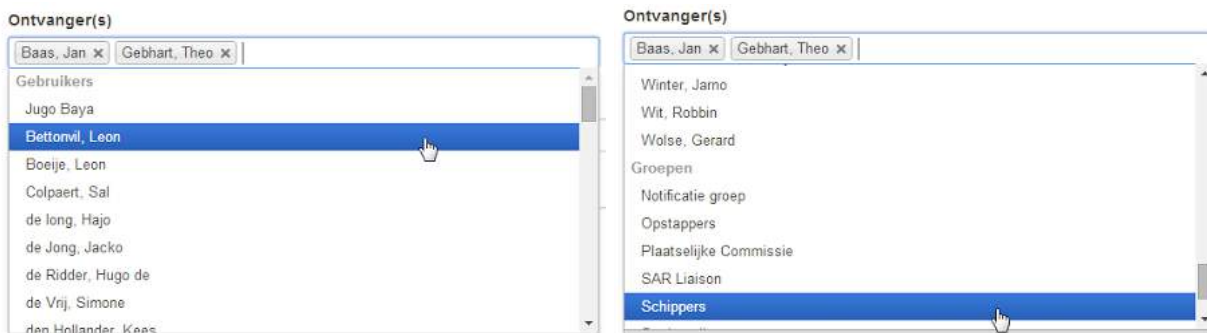 Ontvanger(s)
Baas, Jan × Gebhart, Theo ×
Gebruikers
Jugo Baya
Bettonvil, Leon
Boeije, Leon
Colpaert, Sal
de Iong, Hajo
de Jong, Jacko
de Ridder, Hugo de
de Vrij, Simone
den Hollander, Kees
Ontvanger(s)
Baas, Jan × Gebhart, Theo ×
Winter, Jarno
Wit, Robbin
Wolse, Gerard
Groepen
Notificatie groep
Opstappers
Plaatselijke Commissie
SAR Liaison
Schippers